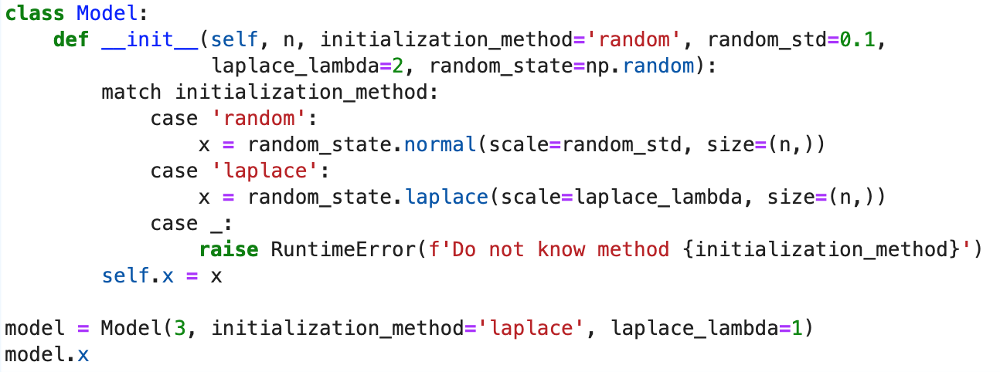 class Model:
    def __init__(self, n, initialization_method='random', random_std=0.1,
                 laplace_lambda=2, random_state=np.random):
        match initialization_method:
            case 'random':
                x = random_state.normal(scale=random_std, size=(n,))
            case 'laplace':
                x = random_state.laplace(scale=laplace_lambda, size=(n,))
            case _:
                raise RuntimeError(f'Do not know method {initialization_method}')
        self.x = x

model = Model(3, initialization_method='laplace', laplace_lambda=1)
model.x